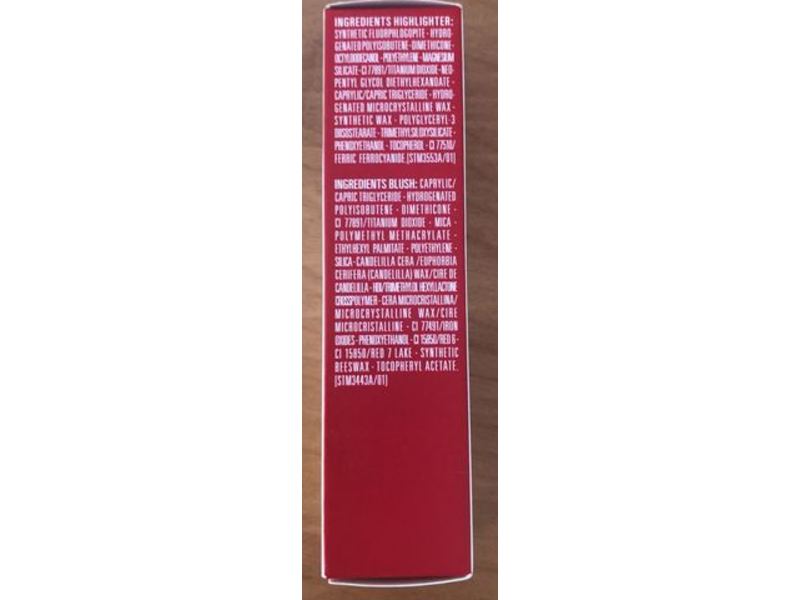 INGREDIENTS HIGHLIGHTER:
SYNTHETIC FLUORPHLOGOPITE · HYDRO-
GENATED POLYISOBUTENE · DIMETHICONE ·
OCTYLDODECANOL · POLYETHYLENE · MAGNESIUM
SILICATE · CI 77891/TITANIUM DIOXIDE · NEO-
PENTYL GLYCOL DIETHYLHEXANOATE ·
CAPRYLIC/CAPRIC TRIGLYCERIDE · HYDRO-
GENATED MICROCRYSTALLINE WAX ·
SYNTHETIC WAX · POLYGLYCERYL-3
DIISOSTEARATE · TRIMETHYLSILOXYSILICATE ·
PHENOXYETHANOL · TOCOPHEROL · CI 77510/
FERRIC FERROCYANIDE.[STM3553A/01]
INGREDIENTS BLUSH: CAPRYLIC/
CAPRIC TRIGLYCERIDE · HYDROGENATED
POLYISOBUTENE · DIMETHICONE ·
CI 77891/TITANIUM DIOXIDE · MICA ·
POLYMETHYL METHACRYLATE ·
ETHYLHEXYL PALMITATE · POLYETHYLENE ·
SILICA · CANDELILLA CERA /EUPHORBIA
CERIFERA (CANDELILLA) WAX/CIRE DE
CANDELILLA · HDI/TRIMETHYLOL HEXYLLACTONE
CROSSPOLYMER · CERA MICROCRISTALLINA/
MICROCRYSTALLINE WAX/CIRE
MICROCRISTALLINE · CI 77491/IRON
OXIDES · PHENOXYETHANOL · CI 15850/RED 6 ·
CI 15850/RED 7 LAKE · SYNTHETIC
BEESWAX · TOCOPHERYL ACETATE.
[STM3443A/01]